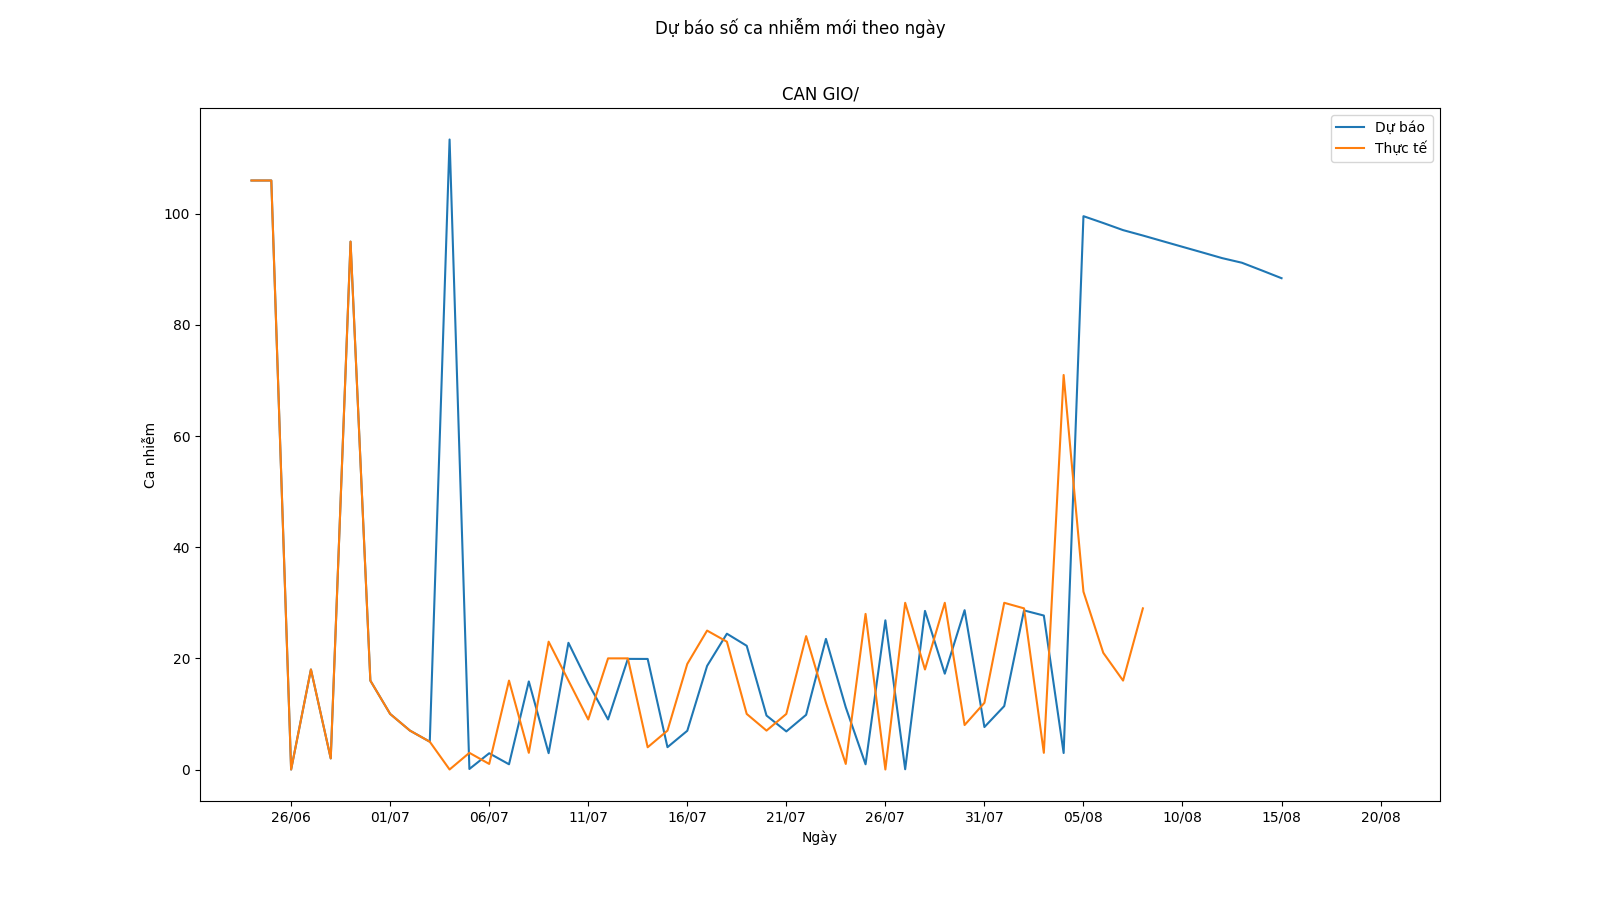 Dự báo số ca nhiễm mới theo ngày
CAN GIO/
Dự báo
Thực tế
100
80
60
40
20
0
Ca nhiễm
26/06 01/07 06/07 11/07 16/07 21/07 26/07 31/07 05/08 10/08 15/08 20/08
Ngày